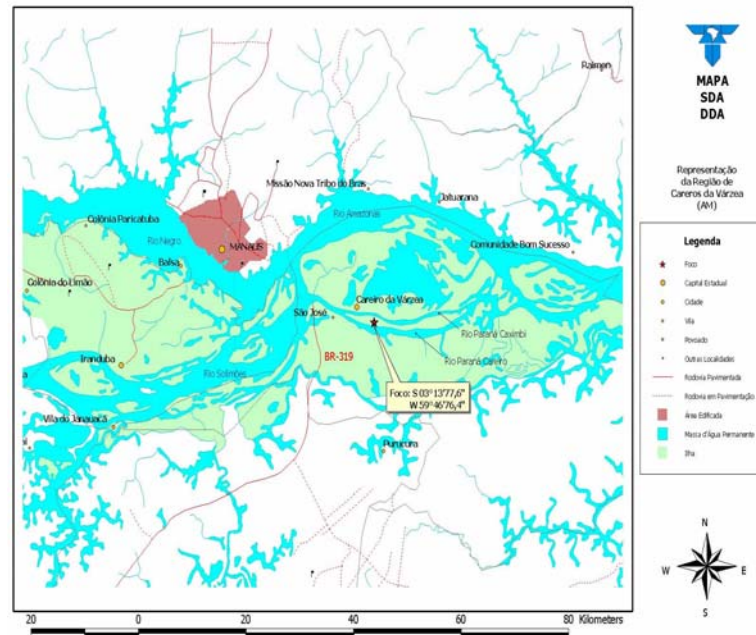 MAPA
SDA
DDA
Representação
da Região de
Careros da Várzea
(AM)
Legenda
Foco
Capital Estadual
Cidade
Vila
Povoado
Outras Localidades
Rodovia Pavimentada
Rodovia em Pavimentação
Área Edificada
Massa d'Água Permanente
Ilha
N
W E
S
Missão Nova Tribo do Bras
Jatuarana
Rio Amazonas
Colônia Paricatuba
Rio Negro
MANAUS
Comunidade Bom Sucesso
Balsa
Colônia do Limão
Careiro da Várzea
São José
Rio Paraná Caximbi
Rio Paraná Careiro
BR-319
Iranduba
Rio Solimões
Foco: S 03°13'77,6"
W 59°46'76,4"
Vila do Janauacá
Purucura
20 0 20 40 60 80 Kilometers